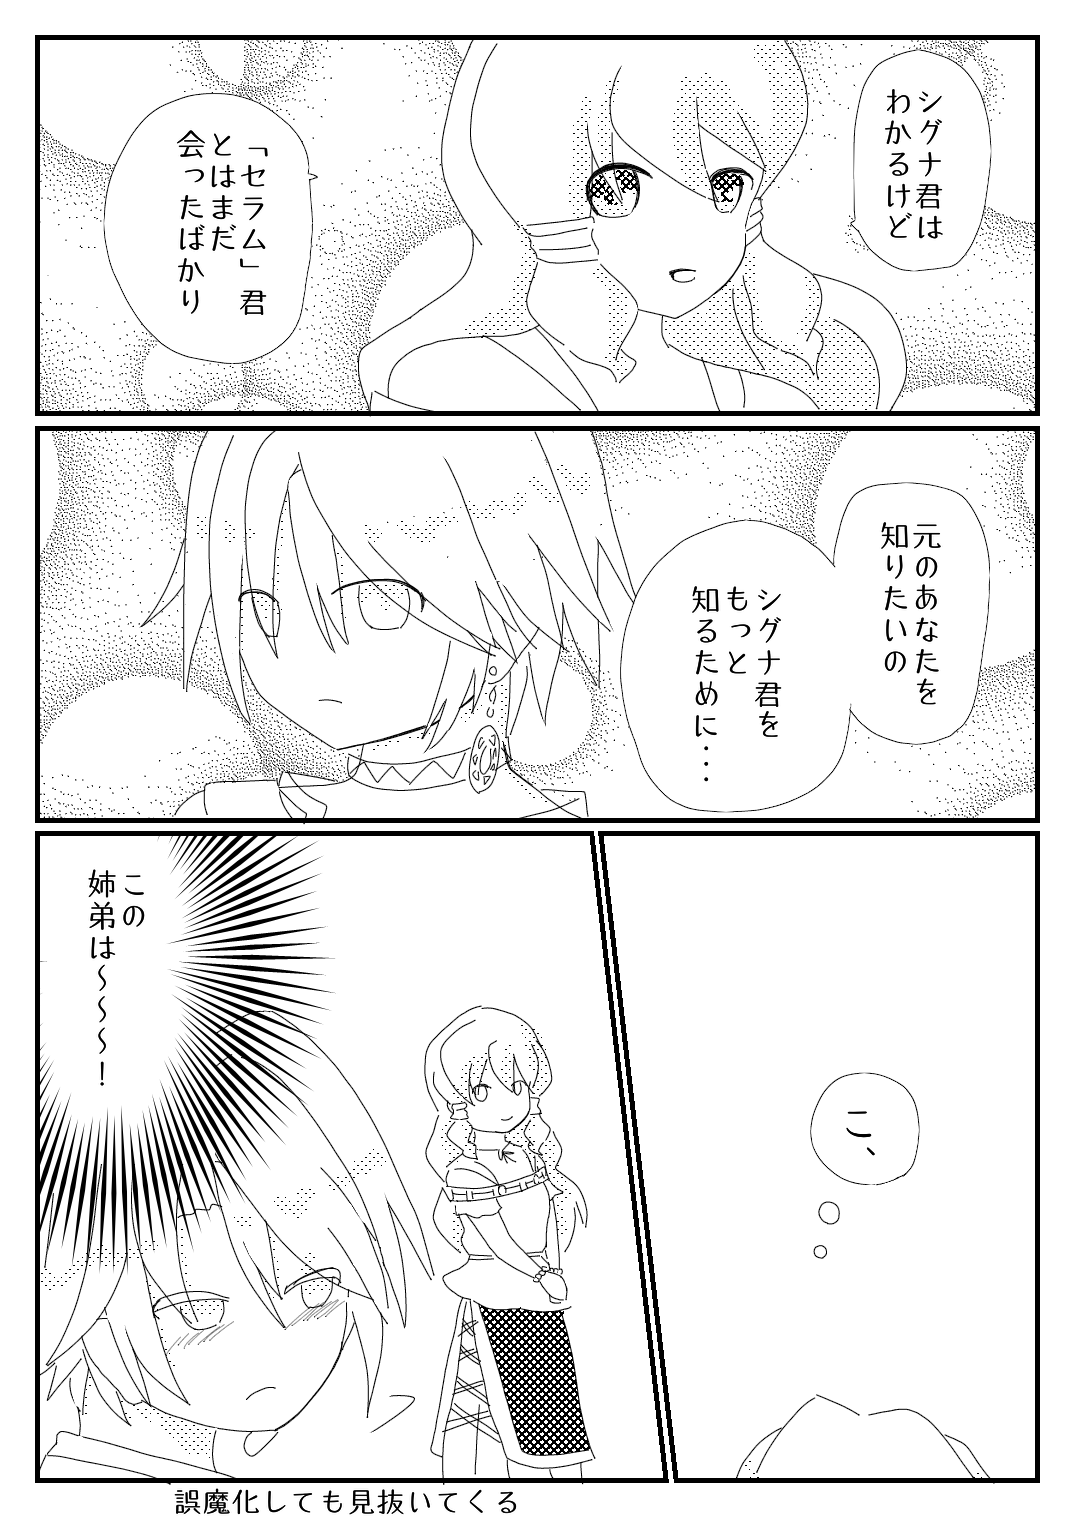 シグナ君は
わかるけど
「セラム」君
とはまだ
会ったばかり
元のあなたを
知りたいの
シグナ君を
もっと
知るために・・・
こ、
この
姉弟は～～～！
誤魔化しても見抜いてくる